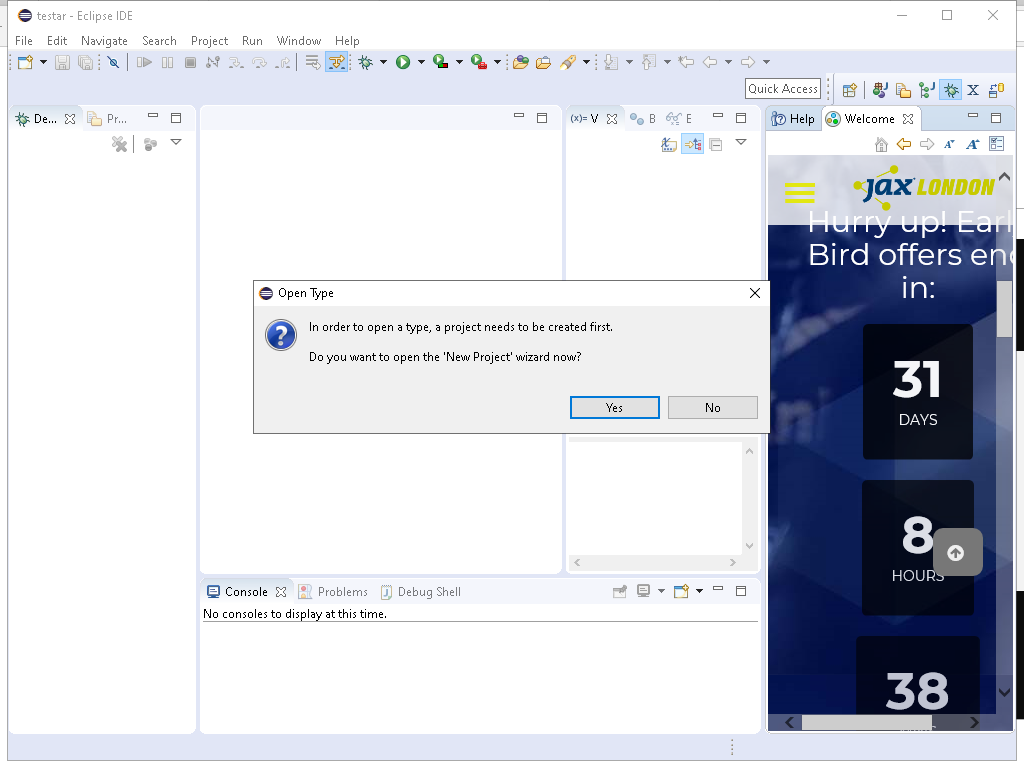 testar - Eclipse IDE
File Edit Navigate Search Project Run Window Help
Quick Access
De...
Pr...
(x)= V
B
E
Help
Welcome
JAX LONDON
Hurry up! Earl
Bird offers end
in:
31
DAYS
8
HOURS
38
Open Type
In order to open a type, a project needs to be created first.
Do you want to open the 'New Project' wizard now?
Yes
No
Console
Problems
Debug Shell
No consoles to display at this time.